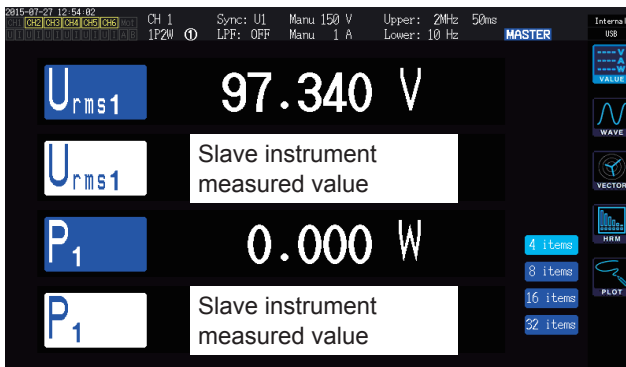 2015-07-27 12:54:02
CH1 CH2 CH3 CH4 CH5 CH6 Mot
U I U I U I U I U I U I A B
CH 1 Sync: U1 Manu 150 V Upper: 2MHz 50ms
1P2W ① LPF: OFF Manu 1 A Lower: 10 Hz MASTER
Internal
USB
Urms1 97.340 V
VALUE
WAVE
Urms1 Slave instrument
measured value
VECTOR
P1 0.000 W
HRM
4 items
8 items
16 items
32 items
PLOT
P1 Slave instrument
measured value